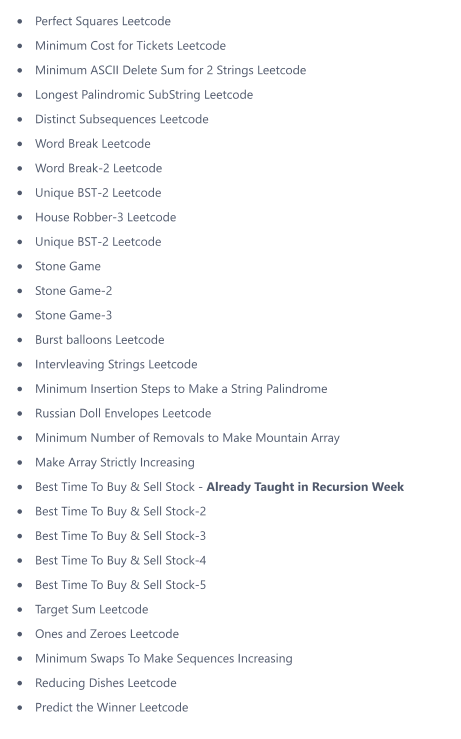 • Perfect Squares Leetcode
• Minimum Cost for Tickets Leetcode
• Minimum ASCII Delete Sum for 2 Strings Leetcode
• Longest Palindromic SubString Leetcode
• Distinct Subsequences Leetcode
• Word Break Leetcode
• Word Break-2 Leetcode
• Unique BST-2 Leetcode
• House Robber-3 Leetcode
• Unique BST-2 Leetcode
• Stone Game
• Stone Game-2
• Stone Game-3
• Burst balloons Leetcode
• Intervleaving Strings Leetcode
• Minimum Insertion Steps to Make a String Palindrome
• Russian Doll Envelopes Leetcode
• Minimum Number of Removals to Make Mountain Array
• Make Array Strictly Increasing
• Best Time To Buy & Sell Stock - Already Taught in Recursion Week
• Best Time To Buy & Sell Stock-2
• Best Time To Buy & Sell Stock-3
• Best Time To Buy & Sell Stock-4
• Best Time To Buy & Sell Stock-5
• Target Sum Leetcode
• Ones and Zeroes Leetcode
• Minimum Swaps To Make Sequences Increasing
• Reducing Dishes Leetcode
• Predict the Winner Leetcode